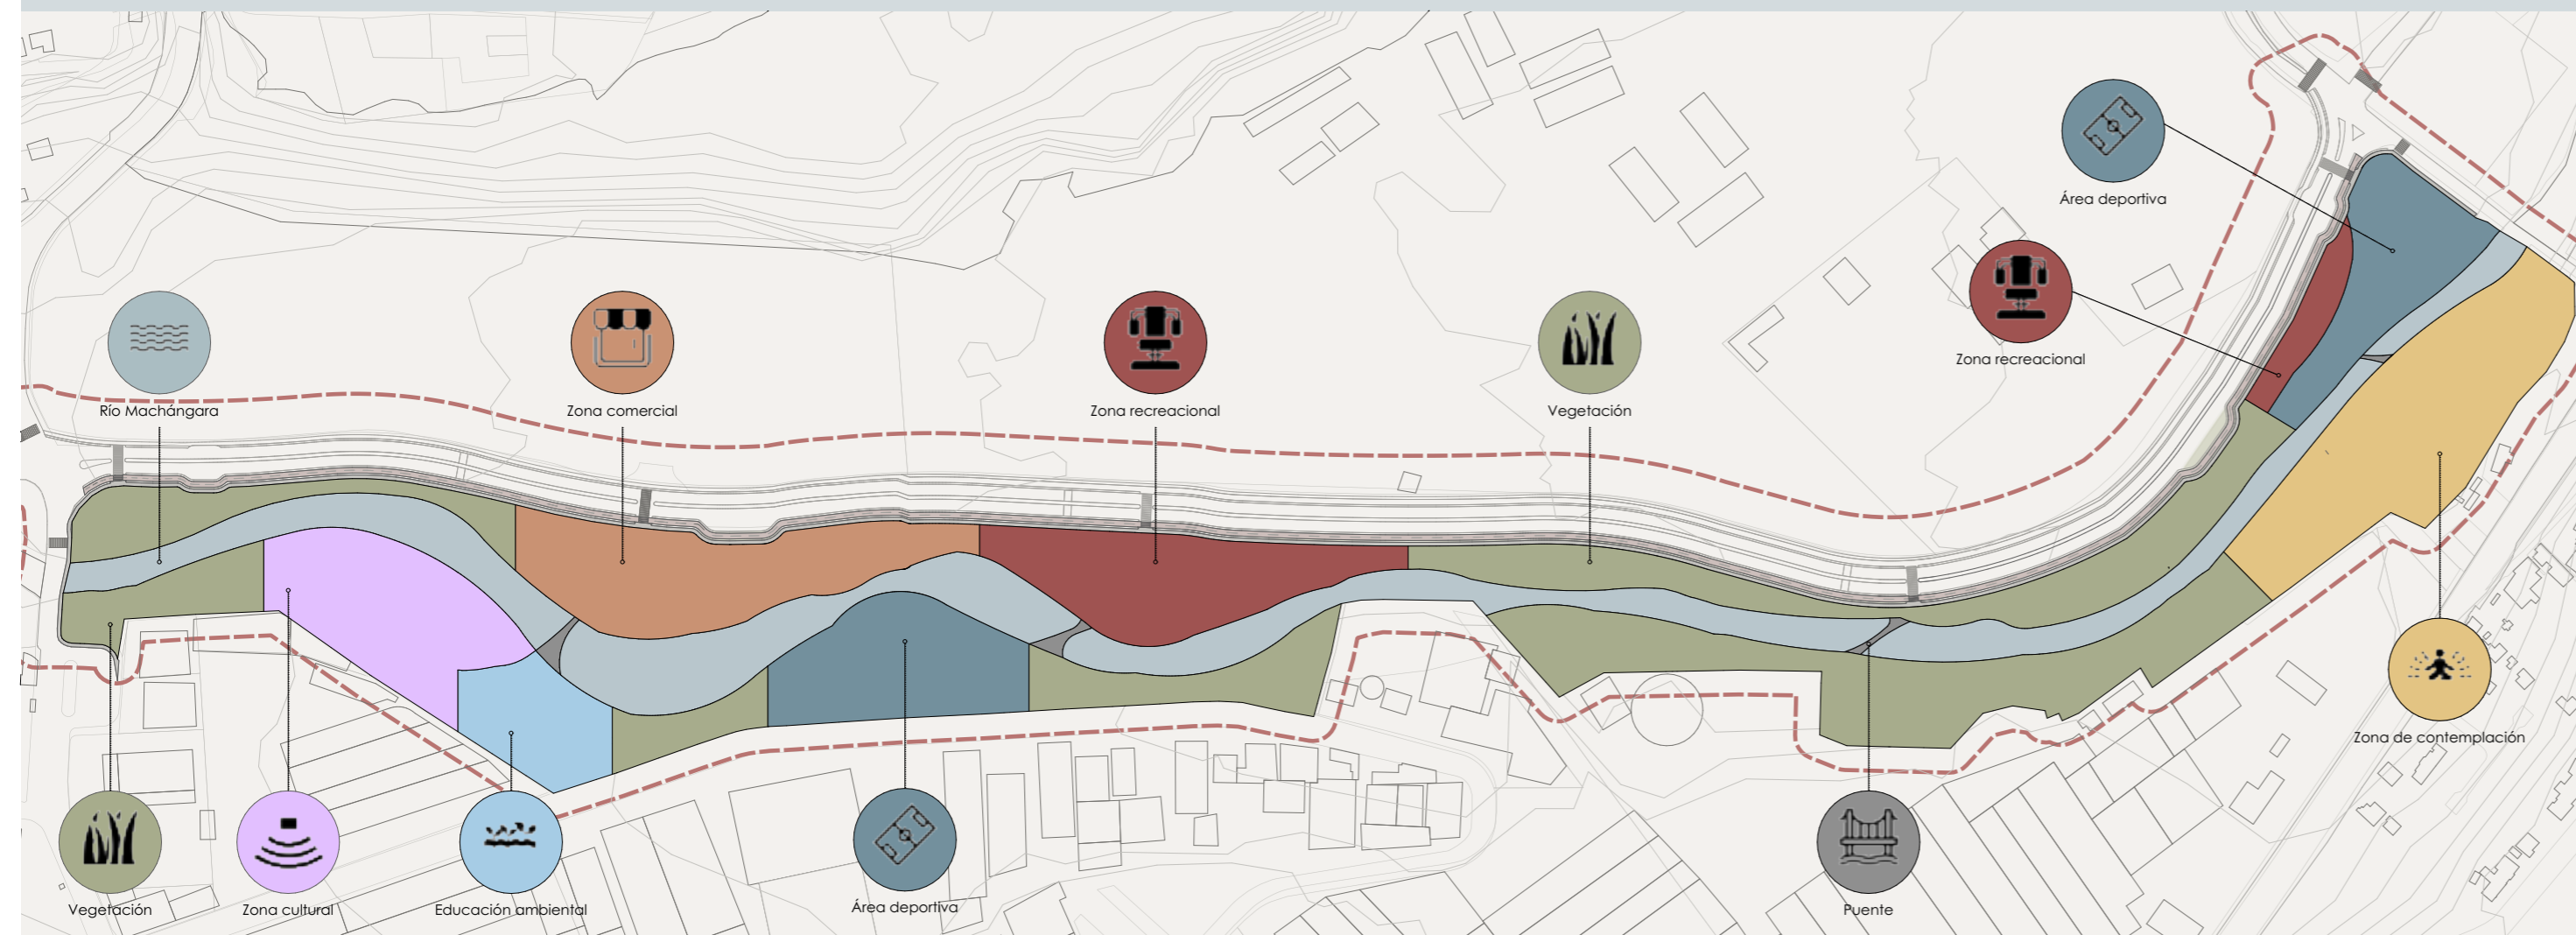 Área deportiva
Zona recreacional
Río Machángara
Zona comercial
Zona recreacional
Vegetación
Zona de contemplación
Vegetación
Zona cultural
Educación ambiental
Área deportiva
Puente